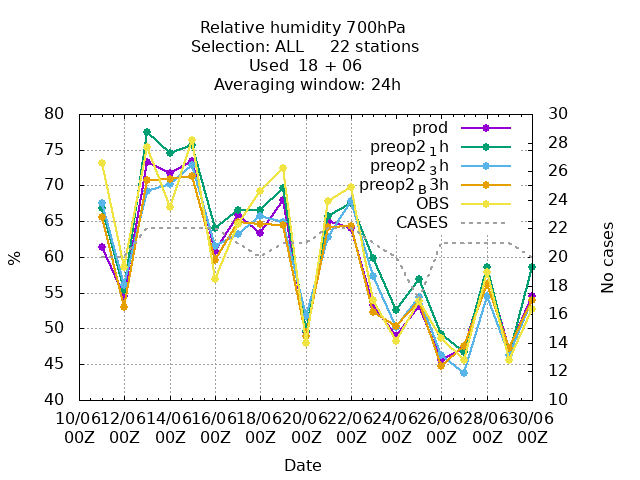 Relative humidity 700hPa
Selection: ALL 22 stations
Used 18 + 06
Averaging window: 24h
80 30
75 28
70 26
65 24
60 22
55 20
50 18
45 16
40 14
12
10
prod
preop2 1h
preop2 3h
preop2 B3h
OBS
CASES
%
No cases
10/06 12/06 14/06 16/06 18/06 20/06 22/06 24/06 26/06 28/06 30/06
00Z 00Z 00Z 00Z 00Z 00Z 00Z 00Z 00Z 00Z 00Z
Date